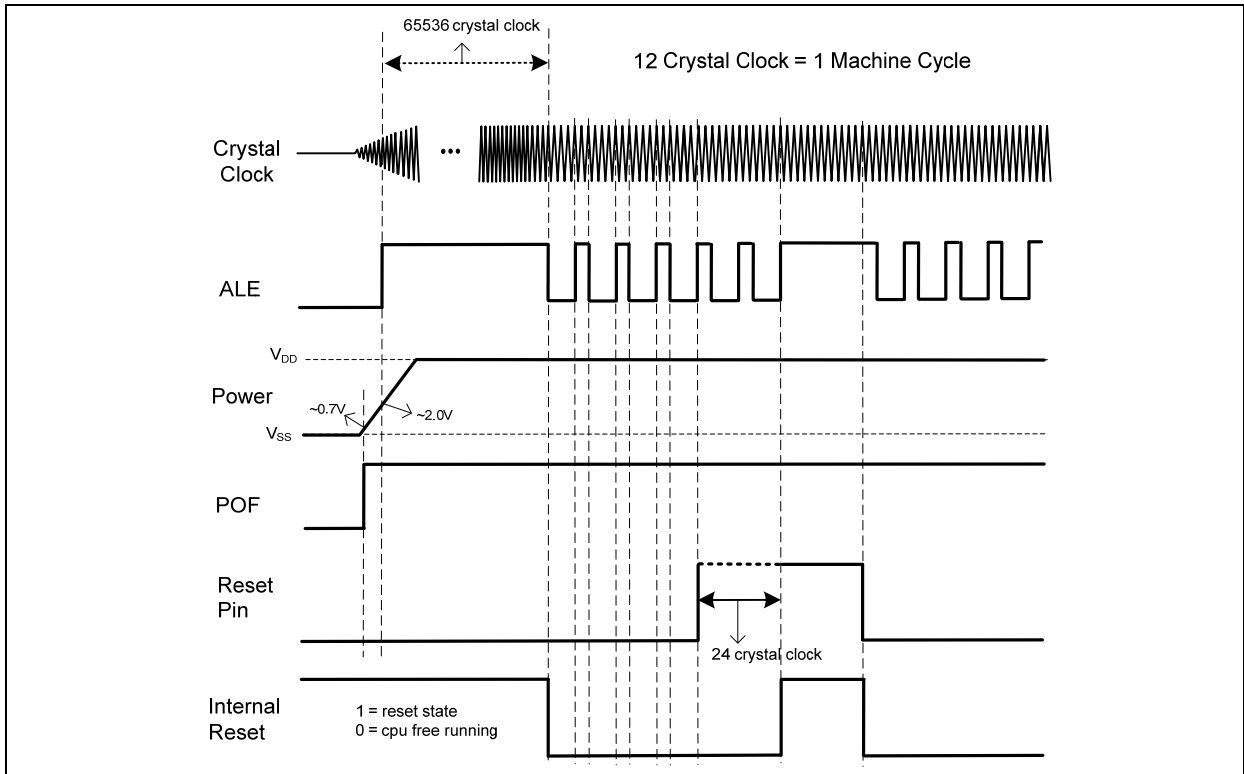 65536 crystal clock
12 Crystal Clock = 1 Machine Cycle
Crystal
Clock
ALE
VDD
Power
~0.7V
~2.0V
VSS
POF
Reset
Pin
24 crystal clock
Internal
Reset
1 = reset state
0 = cpu free running